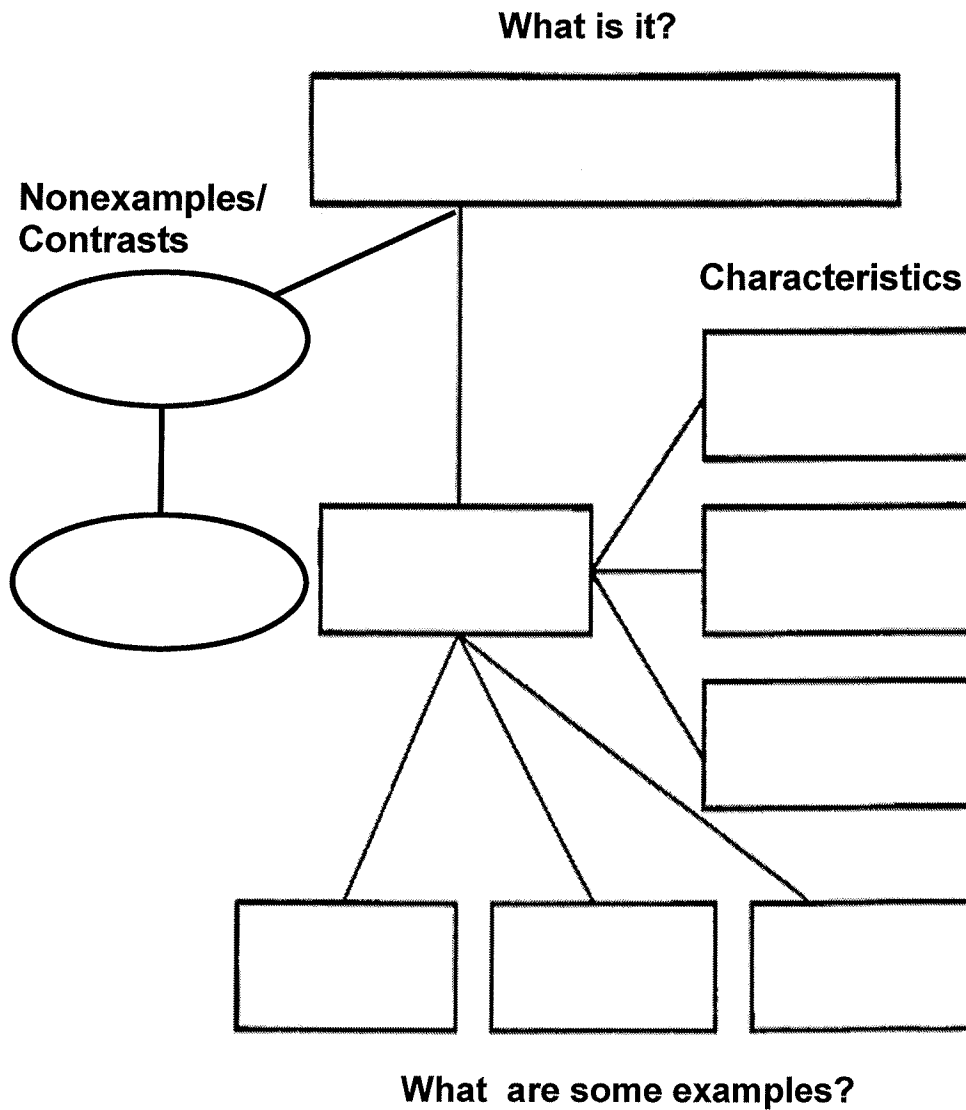 What is it?
Nonexamples/
Contrasts
Characteristics
What are some examples?